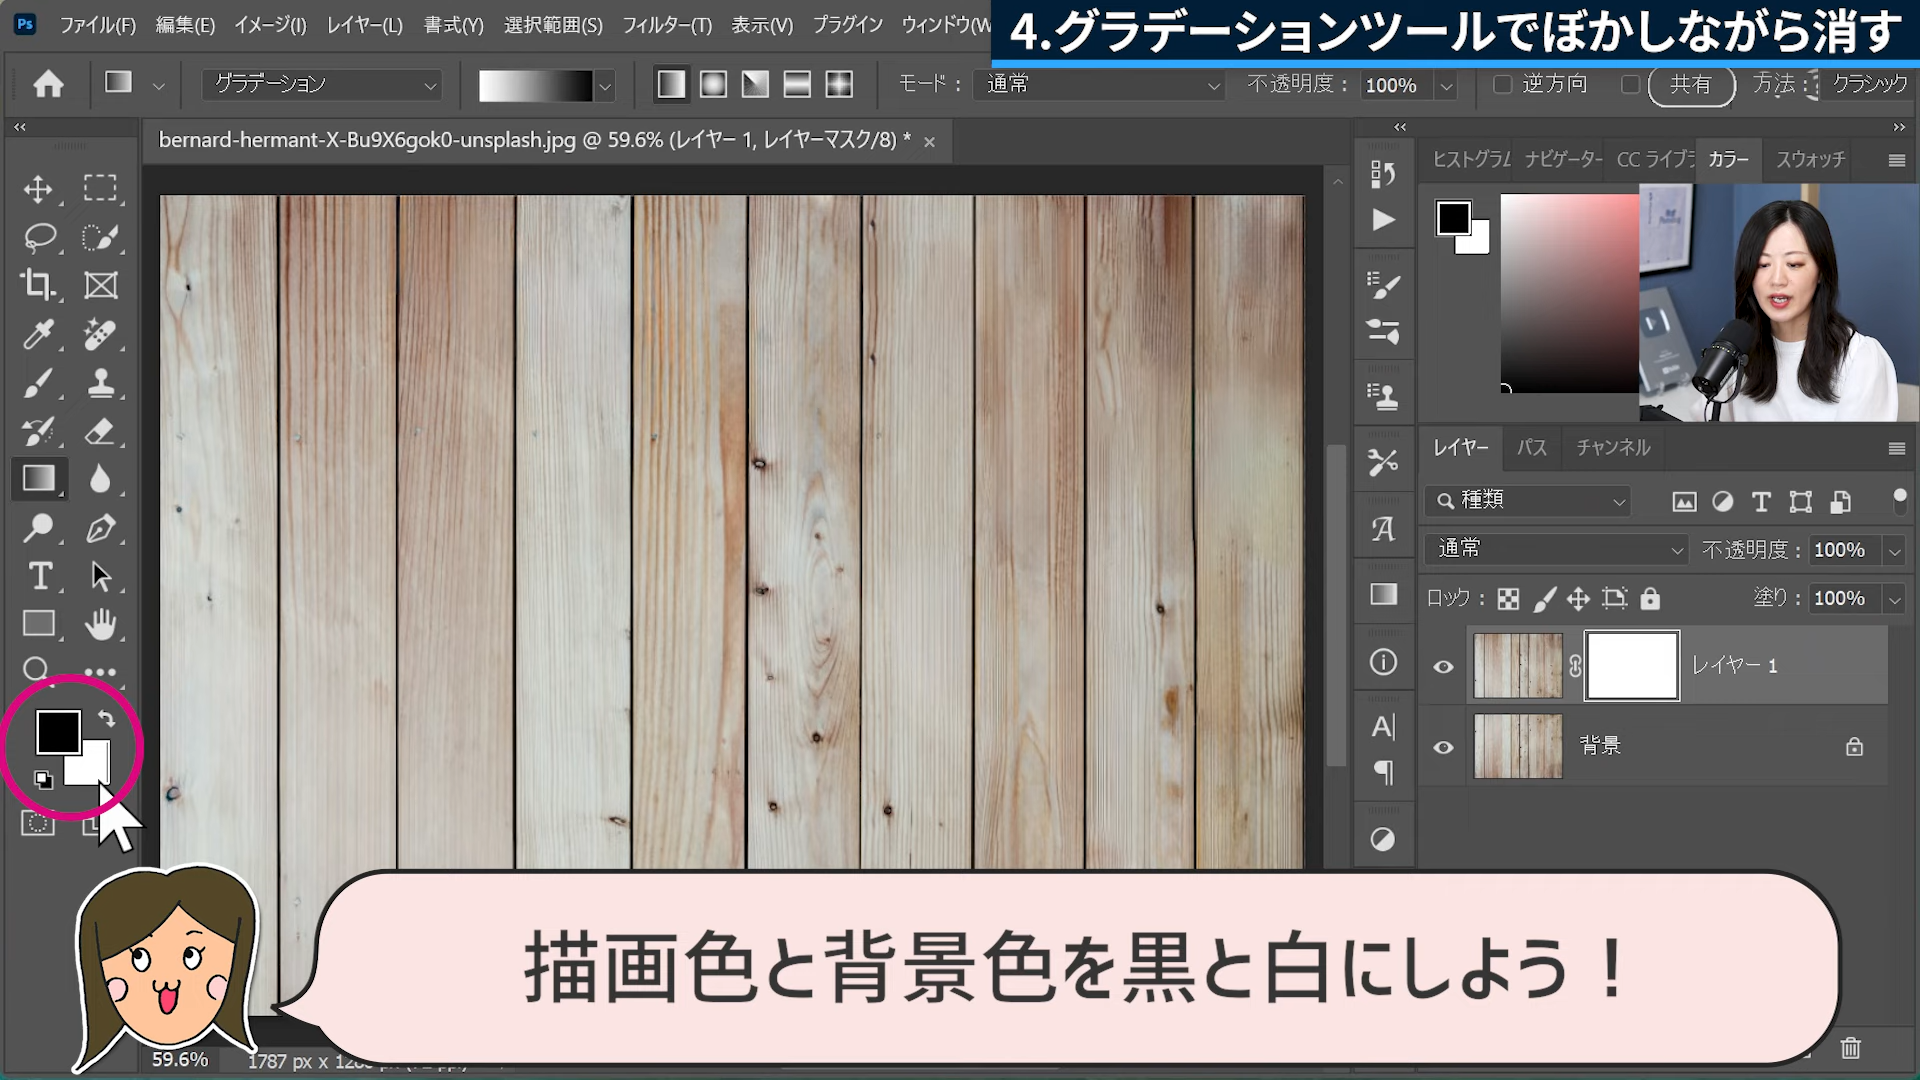 Ps ファイル(F) 編集(E) イメージ(I) レイヤー(L) 書式(Y) 選択範囲(S) フィルター(T) 表示(V) プラグイン ウィンドウ(W
4.グラデーションツールでぼかしながら消す
グラデーション モード： 通常 不透明度： 100% 逆方向 共有 方法： クラシック
bernard-hermant-X-Bu9X6gok0-unsplash.jpg @ 59.6% (レイヤー 1, レイヤーマスク/8) *
ヒストグラム ナビゲーター CC ライブラ カラー スウォッチ
レイヤー パス チャンネル
種類
通常 不透明度： 100%
ロック： 塗り： 100%
レイヤー 1
背景
描画色と背景色を黒と白にしよう！
59.6% 1787 px x